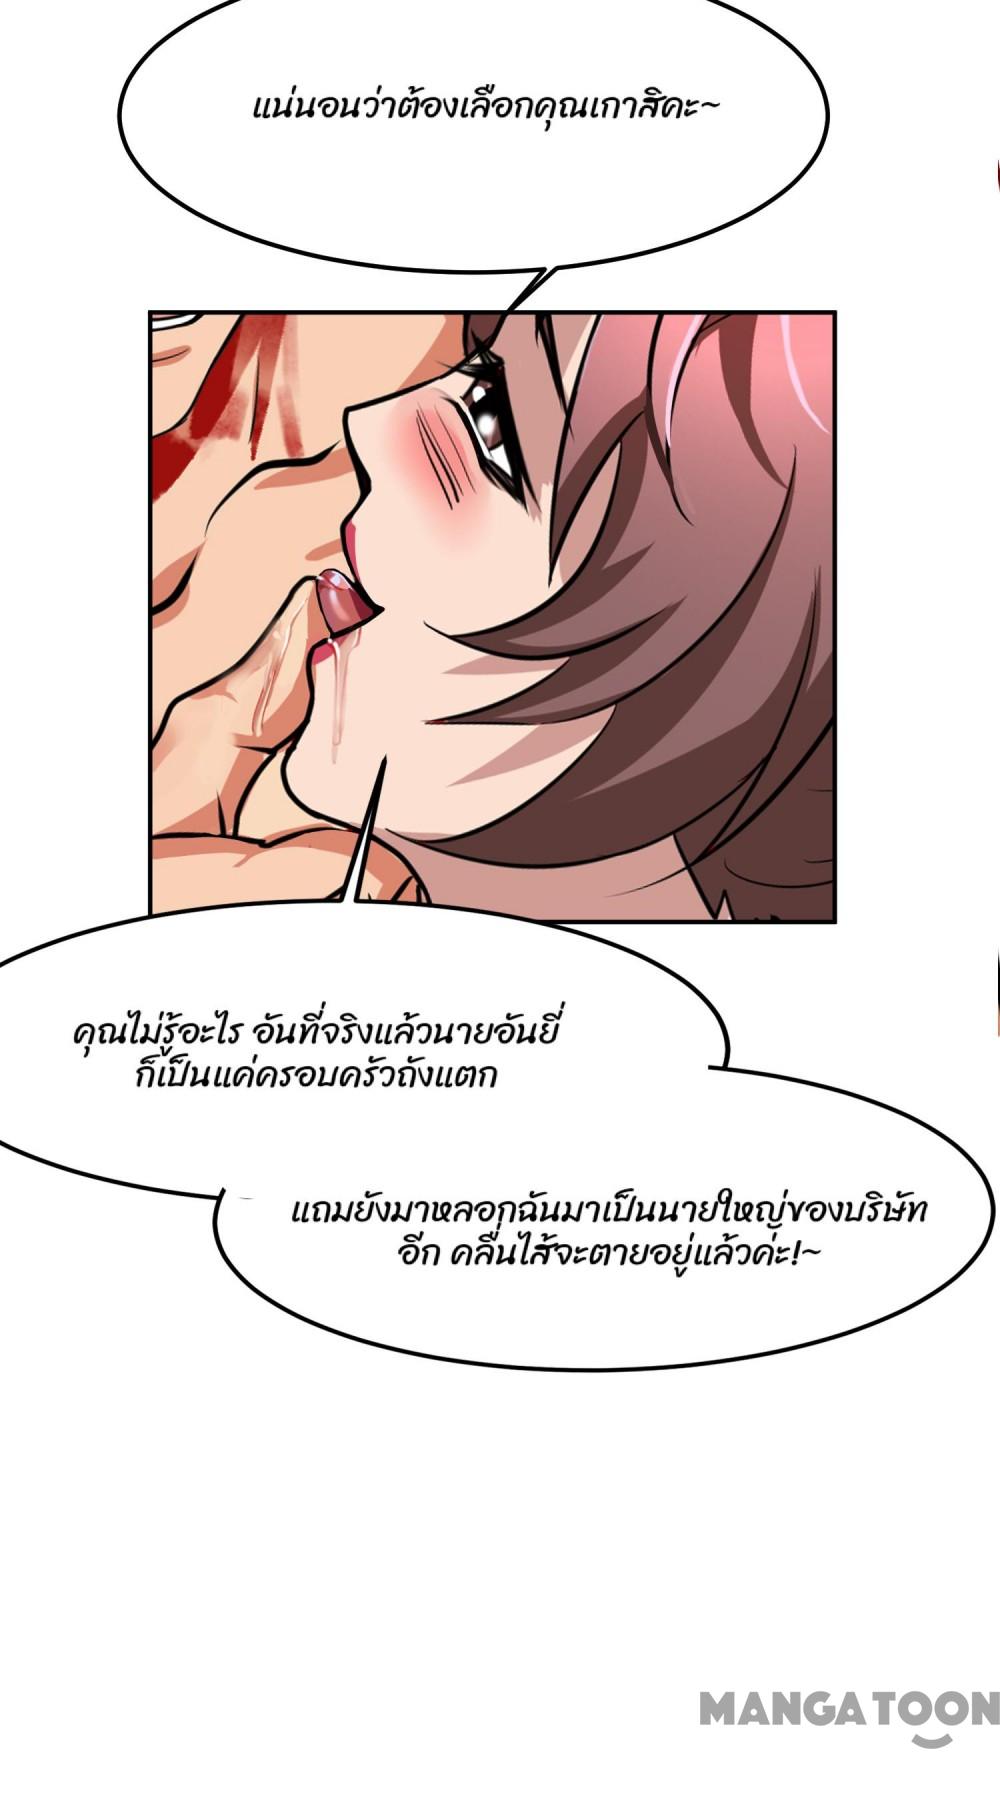 แน่นอนว่าต้องเลือกคุณเกาสิคะ~
คุณไม่รู้อะไร อันที่จริงแล้วนายอันยี่
ก็เป็นแค่ครอบครัวถังแตก
แถมยังมาหลอกฉันมาเป็นนายใหญ่ของบริษัท
อีก คลื่นไส้จะตายอยู่แล้วค่ะ!~
MANGATOON